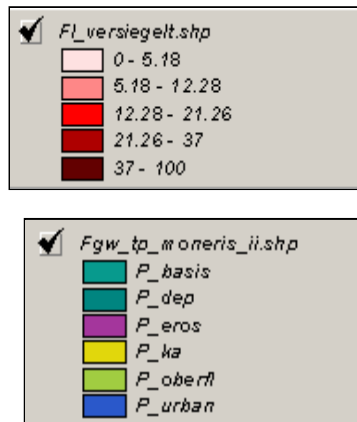 Fl_versiegelt.shp
0 - 5.18
5.18 - 12.28
12.28 - 21.26
21.26 - 37
37 - 100
Fgw_tp_moneris_ii.shp
P_basis
P_dep
P_eros
P_ka
P_oberfl
P_urban